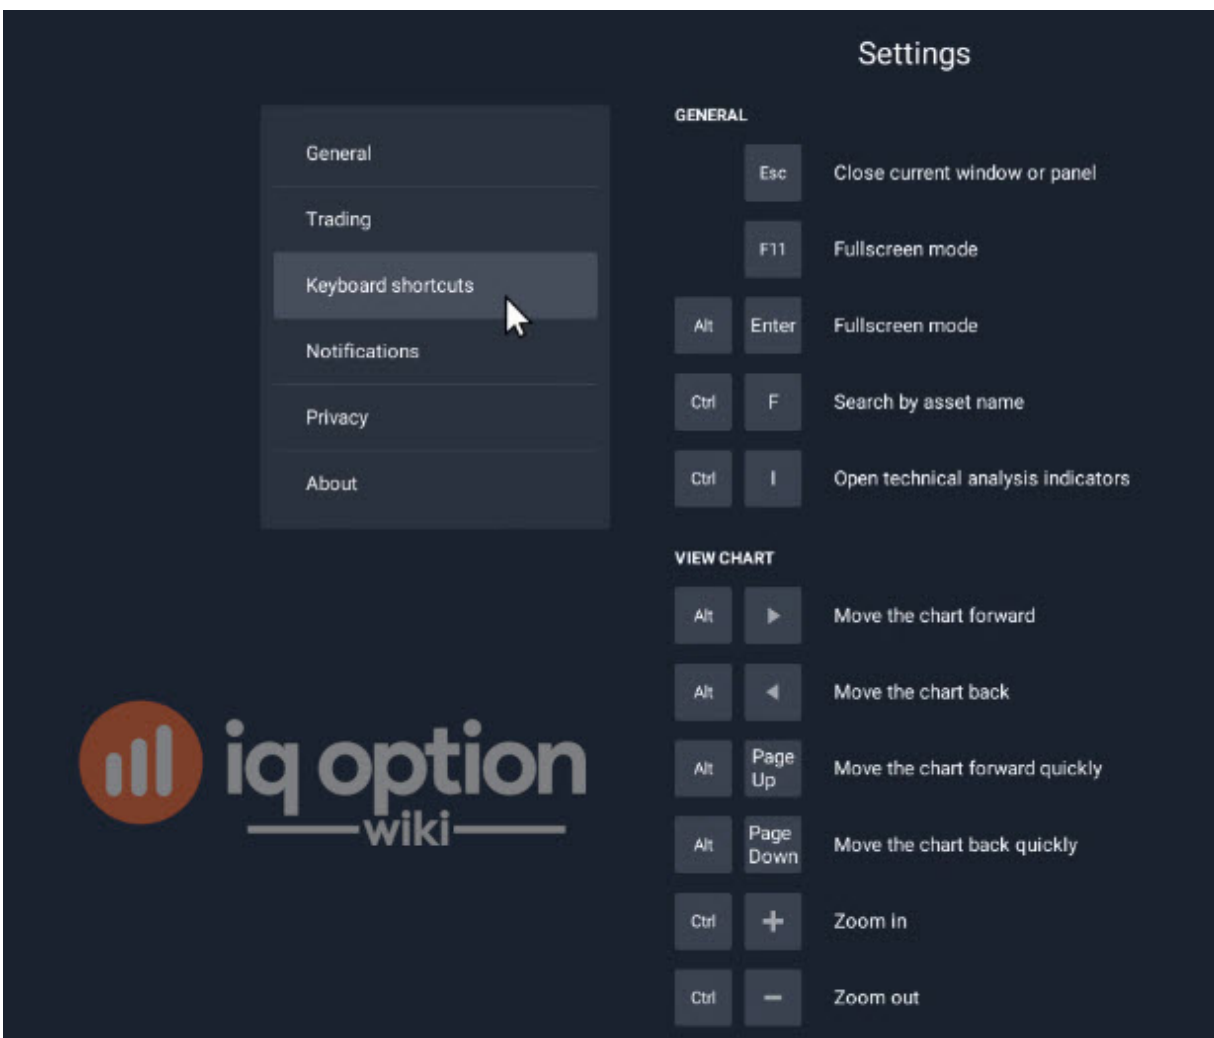 Settings
General
Trading
Keyboard shortcuts
Notifications
Privacy
About
GENERAL
Esc Close current window or panel
F11 Fullscreen mode
Alt Enter Fullscreen mode
Ctrl F Search by asset name
Ctrl I Open technical analysis indicators
VIEW CHART
Alt Move the chart forward
Alt Move the chart back
Alt Page Up Move the chart forward quickly
Alt Page Down Move the chart back quickly
Ctrl + Zoom in
Ctrl − Zoom out
iq option
wiki